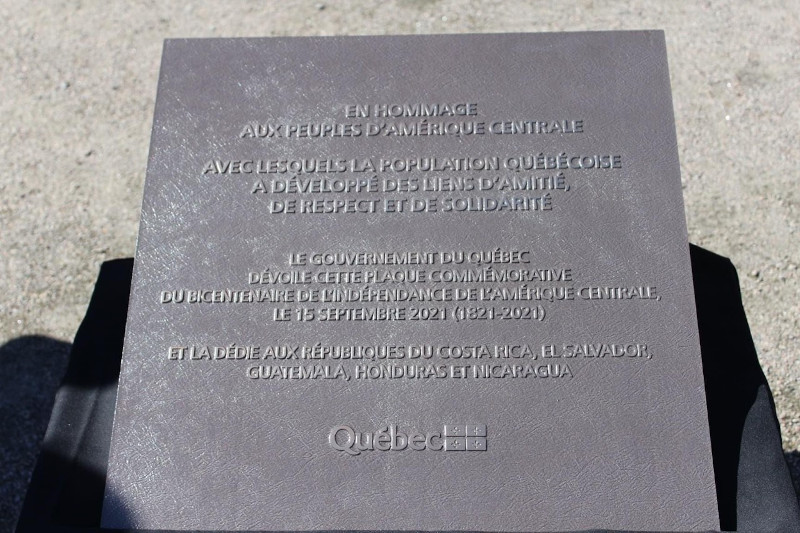 EN HOMMAGE
AUX PEUPLES D'AMÉRIQUE CENTRALE
AVEC LESQUELS LA POPULATION QUÉBÉCOISE
A DÉVELOPPÉ DES LIENS D'AMITIÉ,
DE RESPECT ET DE SOLIDARITÉ
LE GOUVERNEMENT DU QUÉBEC
DÉVOILE CETTE PLAQUE COMMÉMORATIVE
DU BICENTENAIRE DE L'INDÉPENDANCE DE L'AMÉRIQUE CENTRALE,
LE 15 SEPTEMBRE 2021 (1821-2021)
ET LA DÉDIE AUX RÉPUBLIQUES DU COSTA RICA, EL SALVADOR,
GUATEMALA, HONDURAS ET NICARAGUA
Québec